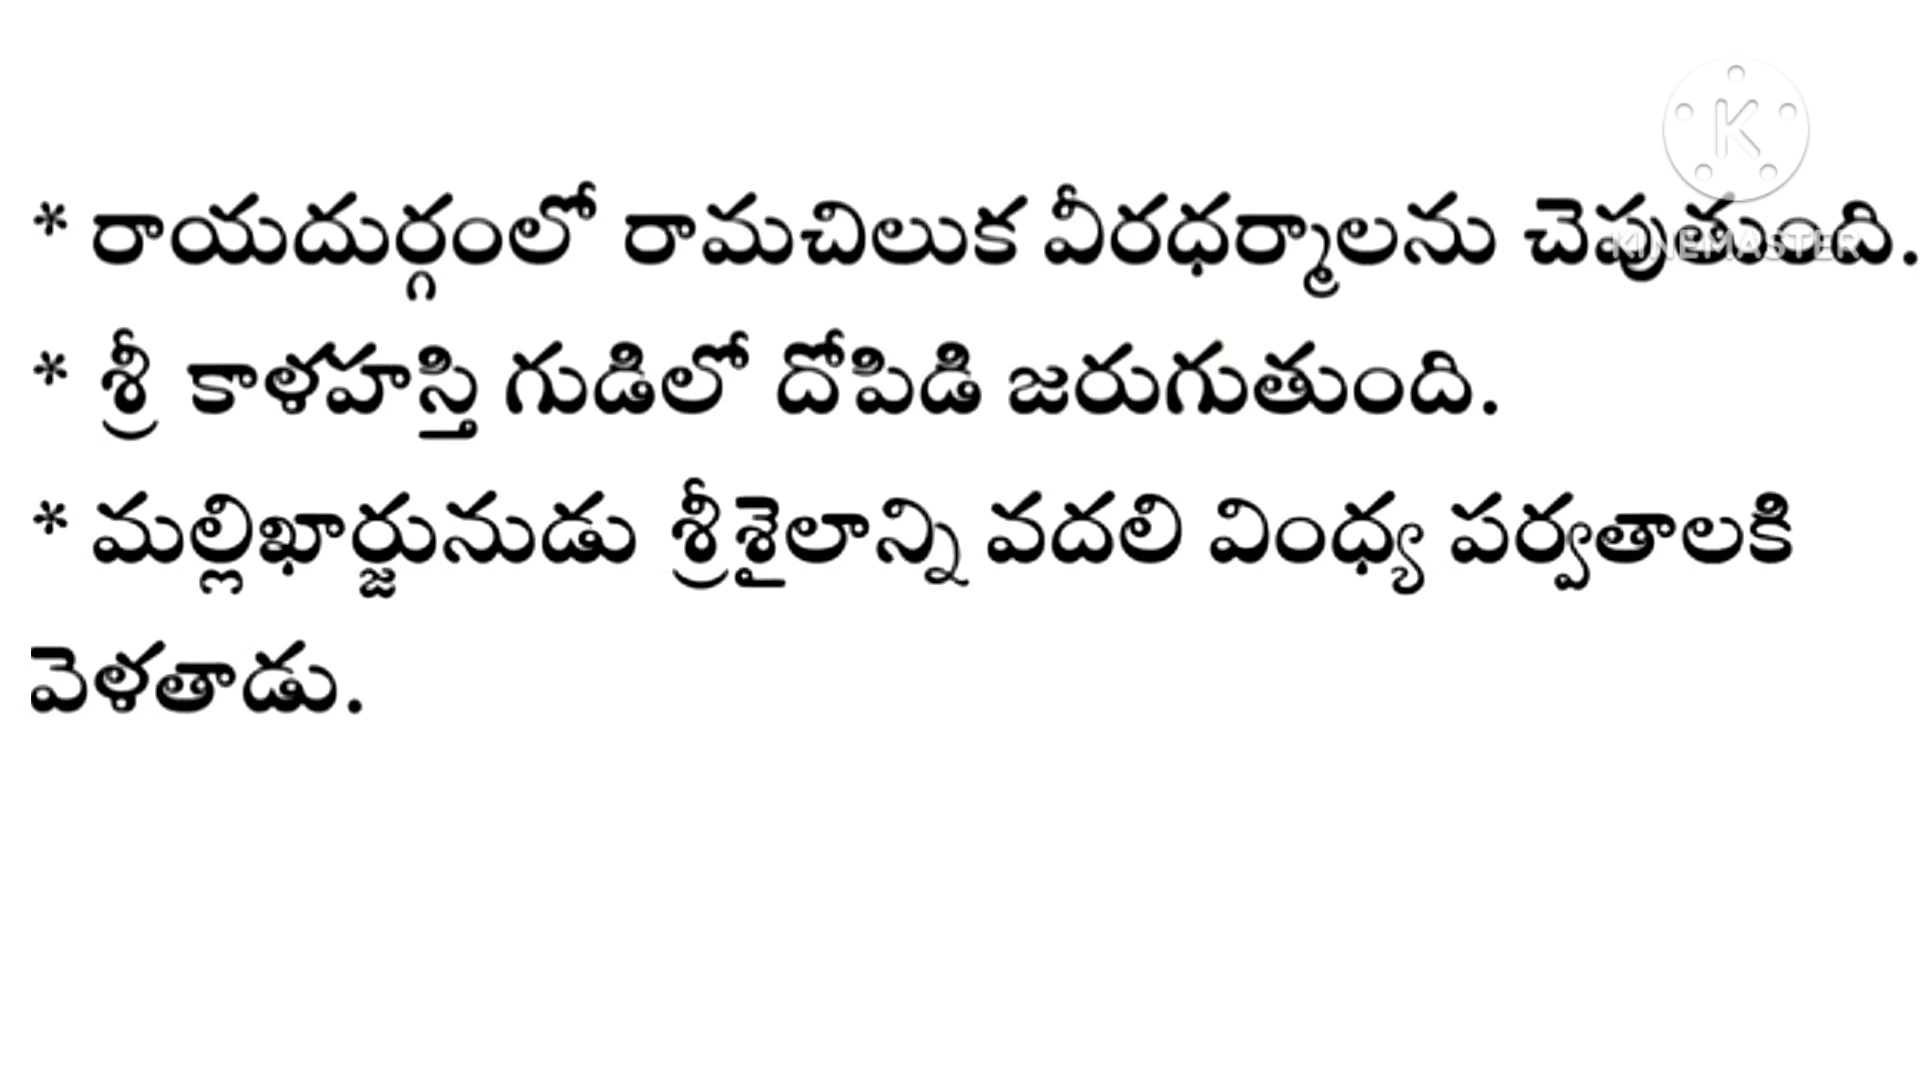 * రాయదుర్గంలో రామచిలుక వీరధర్మాలను చెపుతుంది.
* శ్రీ కాళహస్తి గుడిలో దోపిడి జరుగుతుంది.
* మల్లిఖార్జునుడు శ్రీశైలాన్ని వదలి వింధ్య పర్వతాలకి
వెళతాడు.
K
KINEMASTER